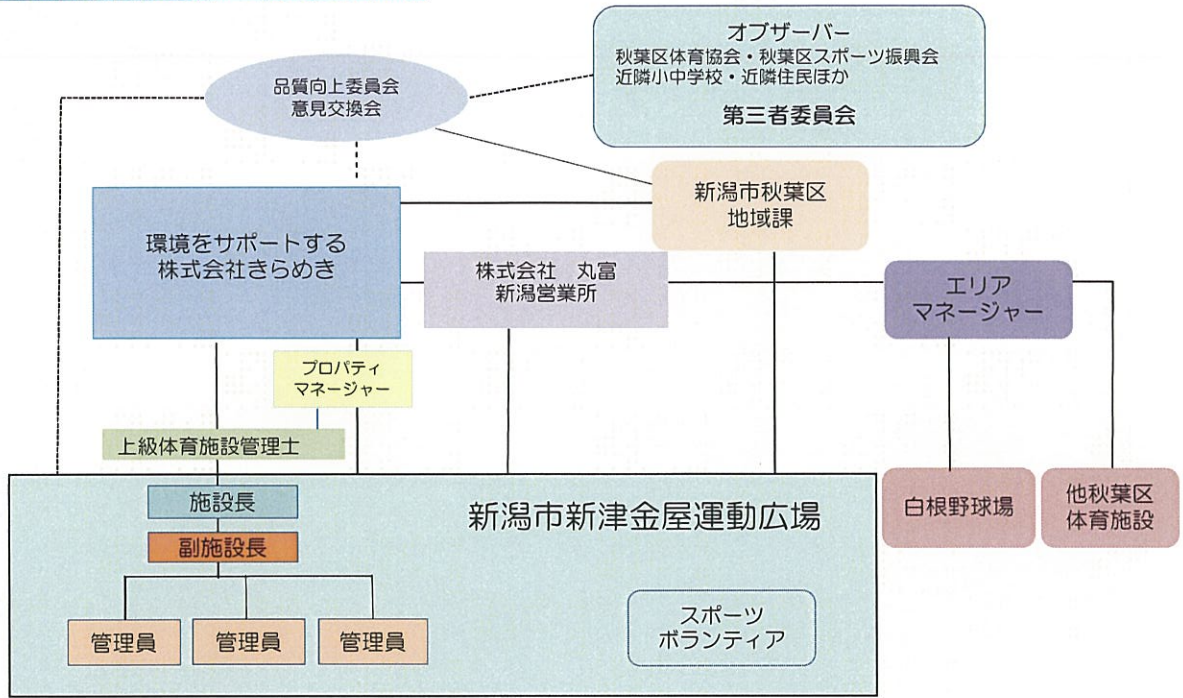 オブザーバー
秋葉区体育協会・秋葉区スポーツ振興会
近隣小中学校・近隣住民ほか
第三者委員会
品質向上委員会
意見交換会
新潟市秋葉区
地域課
環境をサポートする
株式会社きらめき
株式会社 丸富
新潟営業所
エリア
マネージャー
プロパティ
マネージャー
上級体育施設管理士
施設長
副施設長
管理員
管理員
管理員
新潟市新津金屋運動広場
スポーツ
ボランティア
白根野球場
他秋葉区
体育施設